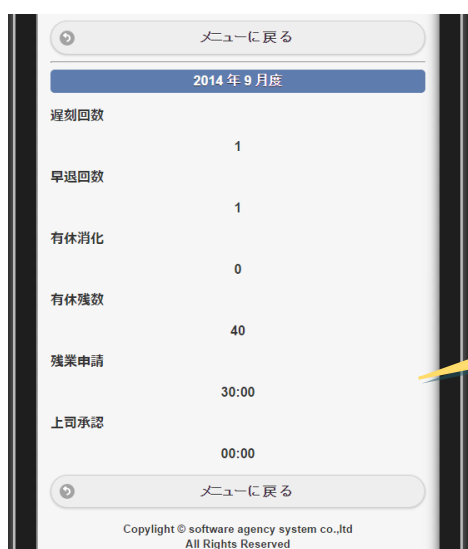 メニューに戻る
2014 年 9 月度
遅刻回数
1
早退回数
1
有休消化
0
有休残数
40
残業申請
30:00
上司承認
00:00
メニューに戻る
Copylight © software agency system co.,ltd
All Rights Reserved